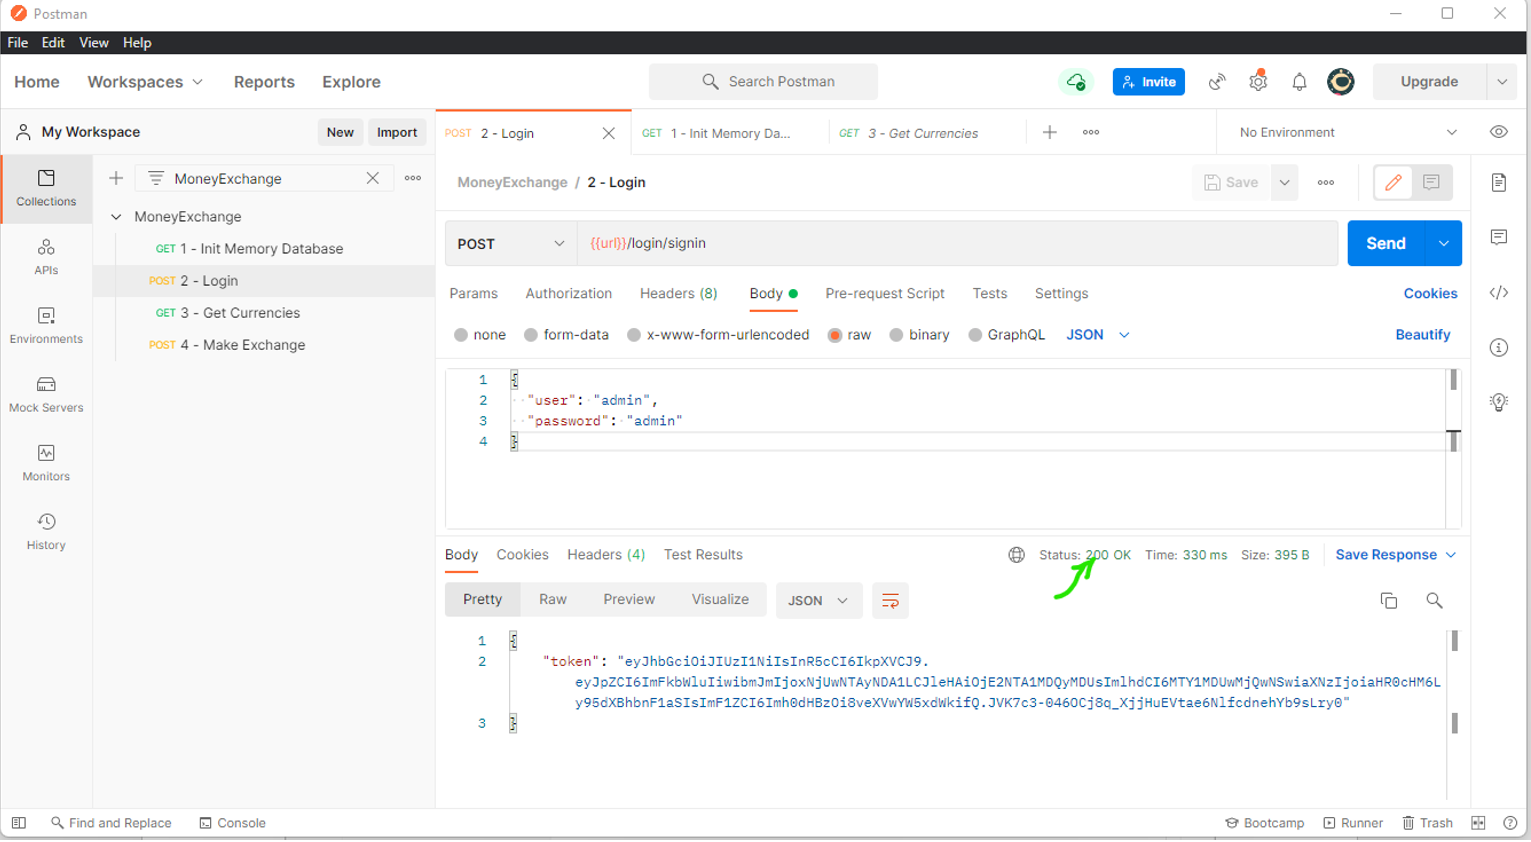 Postman
File Edit View Help
Home Workspaces Reports Explore Search Postman Invite Upgrade
My Workspace New Import POST 2 - Login GET 1 - Init Memory Da... GET 3 - Get Currencies No Environment
Collections MoneyExchange MoneyExchange / 2 - Login Save
MoneyExchange
GET 1 - Init Memory Database
POST 2 - Login
GET 3 - Get Currencies
POST 4 - Make Exchange
APIs
Environments
Mock Servers
Monitors
History
POST {{url}}/login/signin Send
Params Authorization Headers (8) Body Pre-request Script Tests Settings Cookies
none form-data x-www-form-urlencoded raw binary GraphQL JSON Beautify
1 {
2 "user": "admin",
3 "password": "admin"
4 }
Body Cookies Headers (4) Test Results Status: 200 OK Time: 330 ms Size: 395 B Save Response
Pretty Raw Preview Visualize JSON
1 {
2 "token": "eyJhbGciOiJIUzI1NiIsInR5cCI6IkpXVCJ9.
eyJpZCI6ImFkbWluIiwibmJmIjoxNjUwNTAyNDA1LCJleHAiOjE2NTA1MDQyMDUsImlhdCI6MTY1MDUwMjQwNSwiaXNzIjoiaHR0cHM6L
y95dXBhbnF1aSIsImF1ZCI6Imh0dHBzOi8veXVwYW5xdWkifQ.JVK7c3-046OCj8q_XjjHuEVtae6NlfcdnehYb9sLry0"
3 }
Find and Replace Console Bootcamp Runner Trash